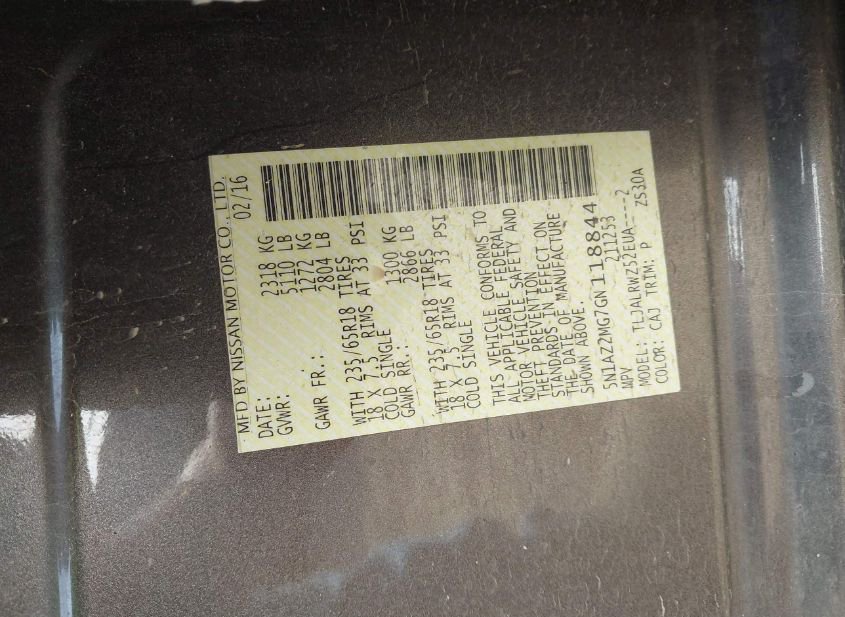 MFD BY NISSAN MOTOR CO., LTD.
DATE: 02/16
GVWR: 2318 KG
5110 LB
GAWR FR.: 1272 KG
2804 LB
WITH 235/65R18 TIRES
18 X 7.5 RIMS AT 33 PSI
COLD SINGLE
GAWR RR.: 1300 KG
2866 LB
WITH 235/65R18 TIRES
18 X 7.5 RIMS AT 33 PSI
COLD SINGLE
THIS VEHICLE CONFORMS TO
ALL APPLICABLE FEDERAL
MOTOR VEHICLE SAFETY AND
THEFT PREVENTION
STANDARDS IN EFFECT ON
THE DATE OF MANUFACTURE
SHOWN ABOVE.
5N1AZ2MG7GN118844
MPV 211253
MODEL: TLJALRWZ52EUA----2
COLOR: CAJ TRIM: P ZS30A